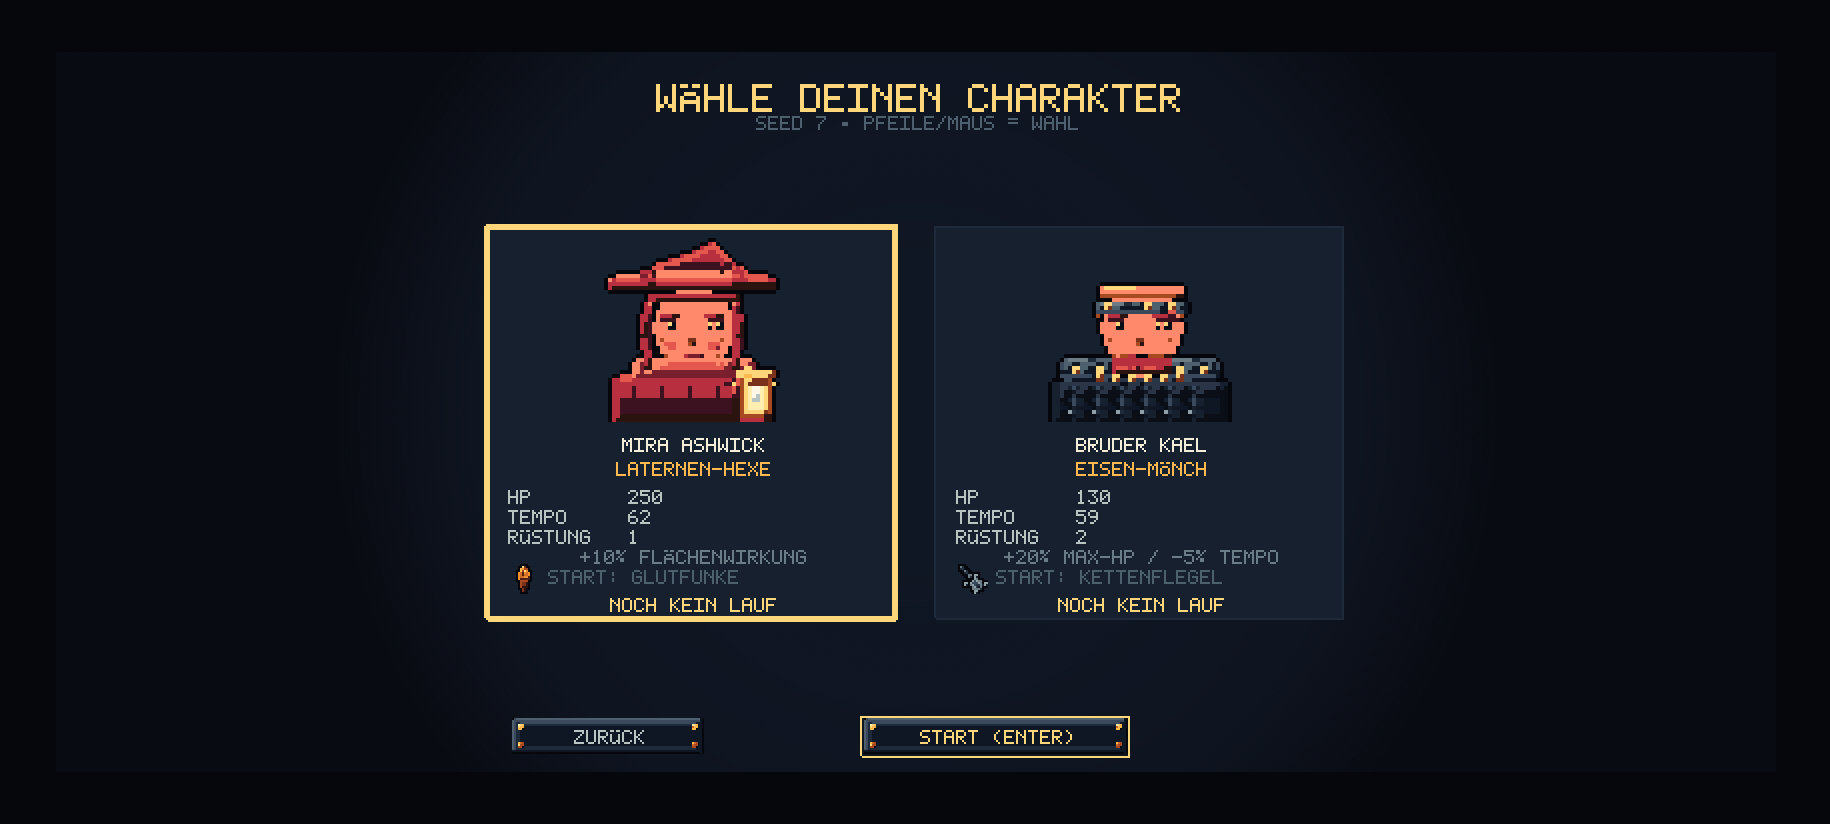 WäHLE DEINEN CHARAKTER
SEED 7 - PFEILE/MAUS = WAHL
MIRA ASHWICK
LATERNEN-HEXE
HP 250
TEMPO 62
RüSTUNG 1
+10% FLäCHENWIRKUNG
START: GLUTFUNKE
NOCH KEIN LAUF
BRUDER KAEL
EISEN-MöNCH
HP 130
TEMPO 59
RüSTUNG 2
+20% MAX-HP / -5% TEMPO
START: KETTENFLEGEL
NOCH KEIN LAUF
ZURüCK
START (ENTER)